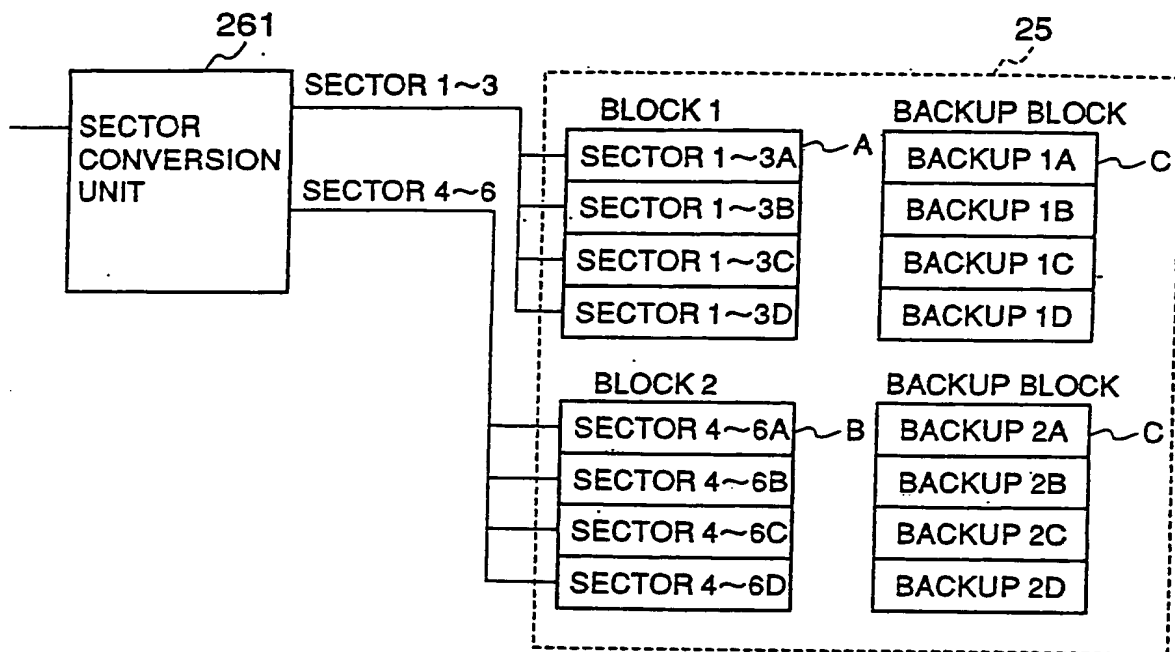 261
25
SECTOR 1~3
SECTOR
CONVERSION
UNIT
SECTOR 4~6
BLOCK 1
SECTOR 1~3A
A
SECTOR 1~3B
SECTOR 1~3C
SECTOR 1~3D
BACKUP BLOCK
BACKUP 1A
C
BACKUP 1B
BACKUP 1C
BACKUP 1D
BLOCK 2
SECTOR 4~6A
B
SECTOR 4~6B
SECTOR 4~6C
SECTOR 4~6D
BACKUP BLOCK
BACKUP 2A
C
BACKUP 2B
BACKUP 2C
BACKUP 2D